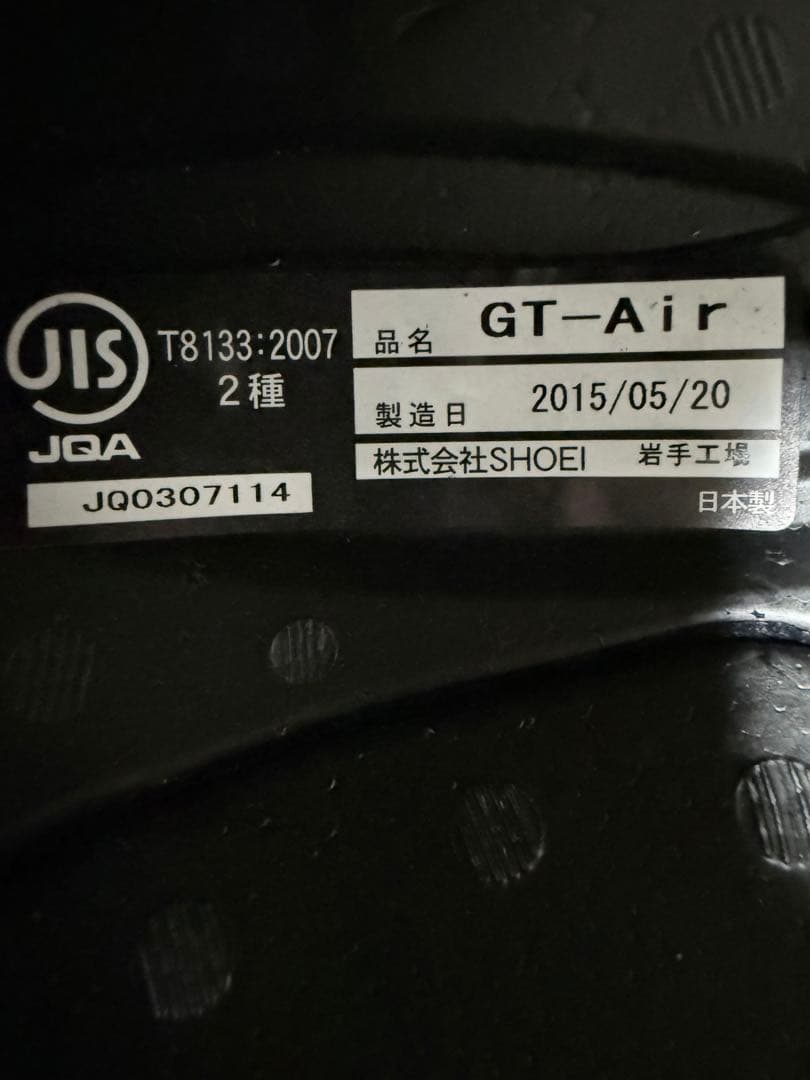 JIS
JQA
T8133:2007
2種
JQ0307114
品名 GT-Air
製造日 2015/05/20
株式会社SHOEI 岩手工場
日本製